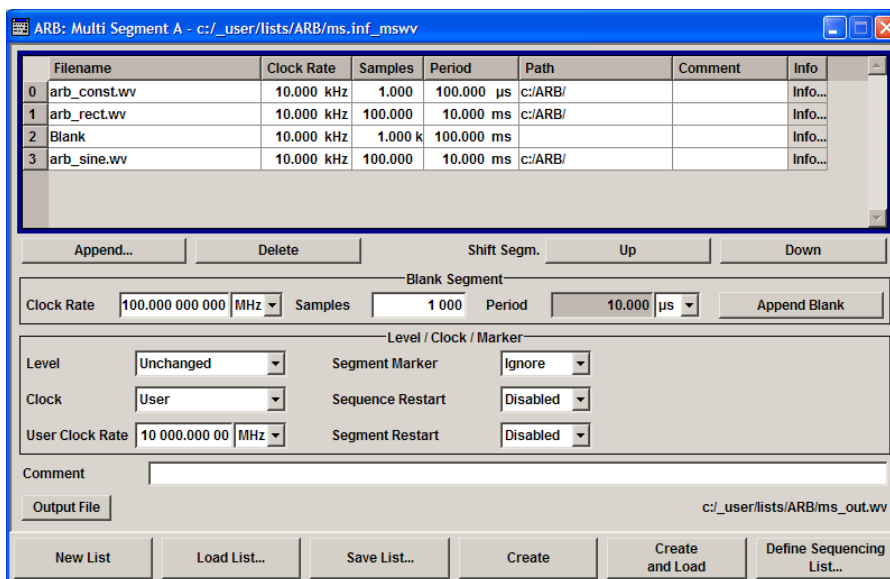 ARB: Multi Segment A - c:/_user/lists/ARB/ms.inf_mswv
Filename Clock Rate Samples Period Path Comment Info
0 arb_const.wv 10.000 kHz 1.000 100.000 µs c:/ARB/ Info...
1 arb_rect.wv 10.000 kHz 100.000 10.000 ms c:/ARB/ Info...
2 Blank 10.000 kHz 1.000 k 100.000 ms Info...
3 arb_sine.wv 10.000 kHz 100.000 10.000 ms c:/ARB/ Info...
Append... Delete Shift Segm. Up Down
Blank Segment
Clock Rate 100.000 000 000 MHz Samples 1 000 Period 10.000 µs Append Blank
Level / Clock / Marker
Level Unchanged Segment Marker Ignore
Clock User Sequence Restart Disabled
User Clock Rate 10 000.000 00 MHz Segment Restart Disabled
Comment
Output File c:/_user/lists/ARB/ms_out.wv
New List Load List... Save List... Create Create and Load Define Sequencing List...